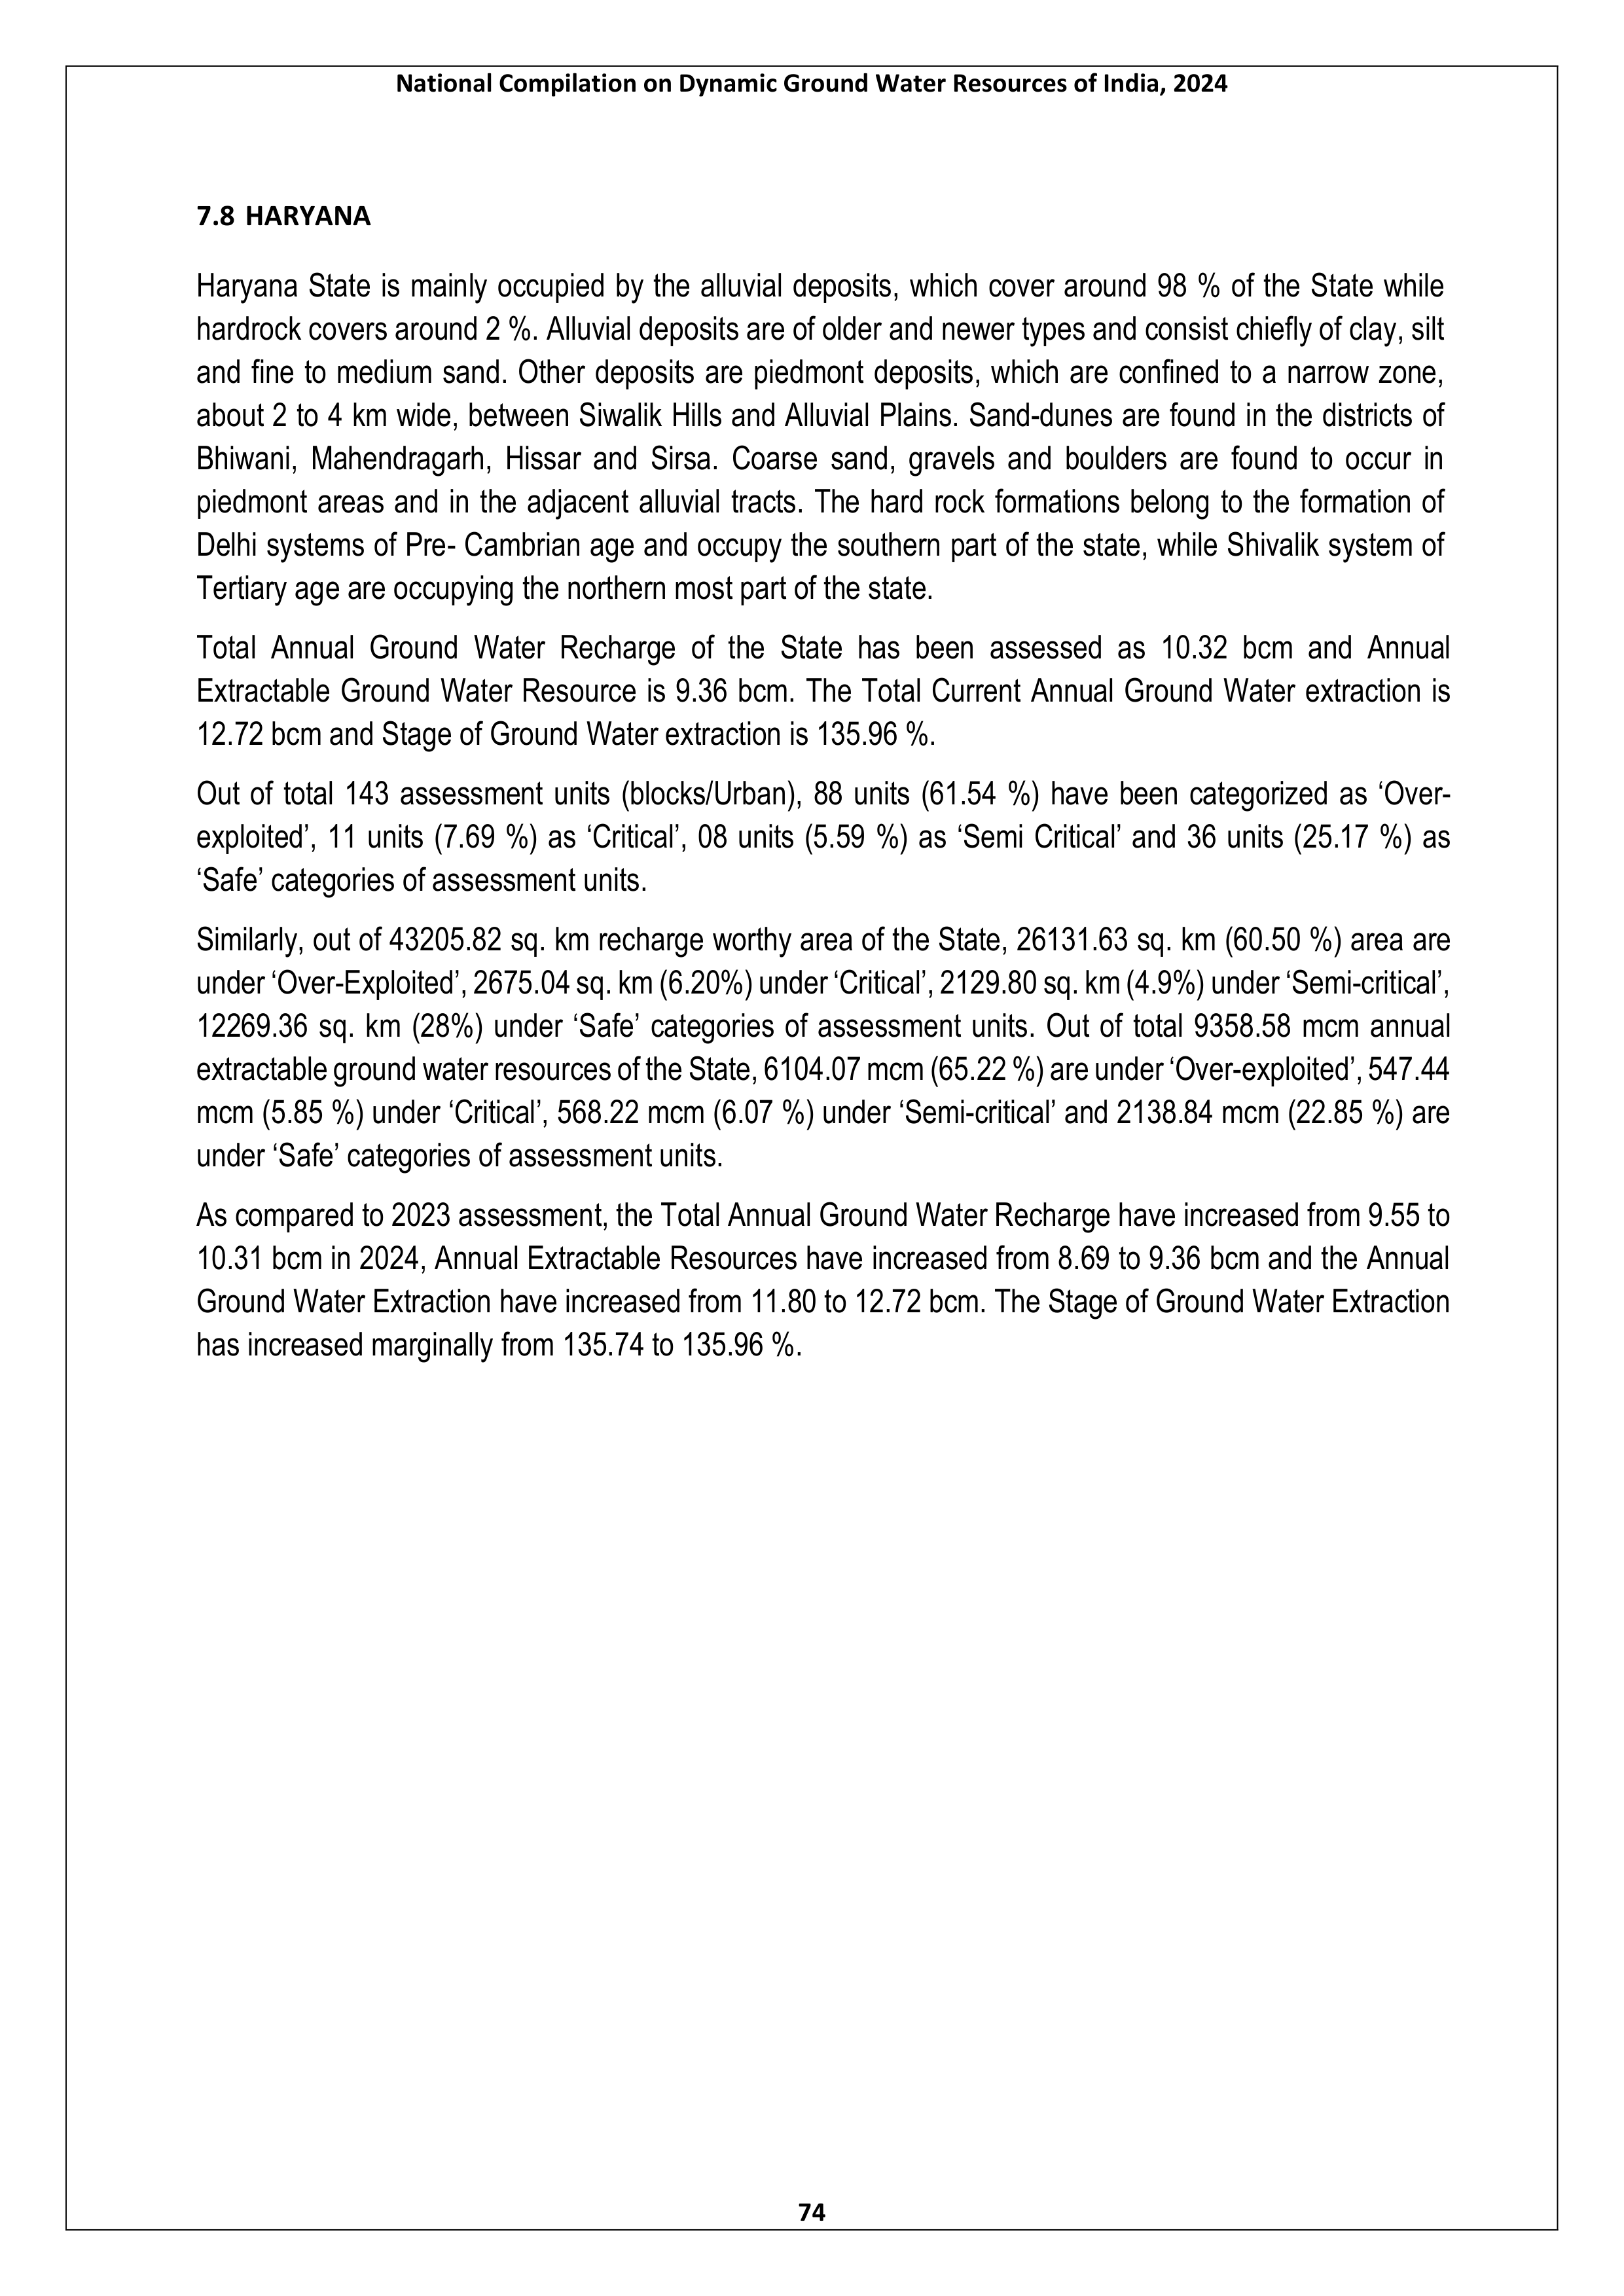 National Compilation on Dynamic Ground Water Resources of India, 2024
7.8 HARYANA
Haryana State is mainly occupied by the alluvial deposits, which cover around 98 % of the State while
hardrock covers around 2 %. Alluvial deposits are of older and newer types and consist chiefly of clay, silt
and fine to medium sand. Other deposits are piedmont deposits, which are confined to a narrow zone,
about 2 to 4 km wide, between Siwalik Hills and Alluvial Plains. Sand-dunes are found in the districts of
Bhiwani, Mahendragarh, Hissar and Sirsa. Coarse sand, gravels and boulders are found to occur in
piedmont areas and in the adjacent alluvial tracts. The hard rock formations belong to the formation of
Delhi systems of Pre- Cambrian age and occupy the southern part of the state, while Shivalik system of
Tertiary age are occupying the northern most part of the state.
Total Annual Ground Water Recharge of the State has been assessed as 10.32 bcm and Annual
Extractable Ground Water Resource is 9.36 bcm. The Total Current Annual Ground Water extraction is
12.72 bcm and Stage of Ground Water extraction is 135.96 %.
Out of total 143 assessment units (blocks/Urban), 88 units (61.54 %) have been categorized as ‘Over-
exploited’, 11 units (7.69 %) as ‘Critical’, 08 units (5.59 %) as ‘Semi Critical’ and 36 units (25.17 %) as
‘Safe’ categories of assessment units.
Similarly, out of 43205.82 sq. km recharge worthy area of the State, 26131.63 sq. km (60.50 %) area are
under ‘Over-Exploited’, 2675.04 sq. km (6.20%) under ‘Critical’, 2129.80 sq. km (4.9%) under ‘Semi-critical’,
12269.36 sq. km (28%) under ‘Safe’ categories of assessment units. Out of total 9358.58 mcm annual
extractable ground water resources of the State, 6104.07 mcm (65.22 %) are under ‘Over-exploited’, 547.44
mcm (5.85 %) under ‘Critical’, 568.22 mcm (6.07 %) under ‘Semi-critical’ and 2138.84 mcm (22.85 %) are
under ‘Safe’ categories of assessment units.
As compared to 2023 assessment, the Total Annual Ground Water Recharge have increased from 9.55 to
10.31 bcm in 2024, Annual Extractable Resources have increased from 8.69 to 9.36 bcm and the Annual
Ground Water Extraction have increased from 11.80 to 12.72 bcm. The Stage of Ground Water Extraction
has increased marginally from 135.74 to 135.96 %.
74